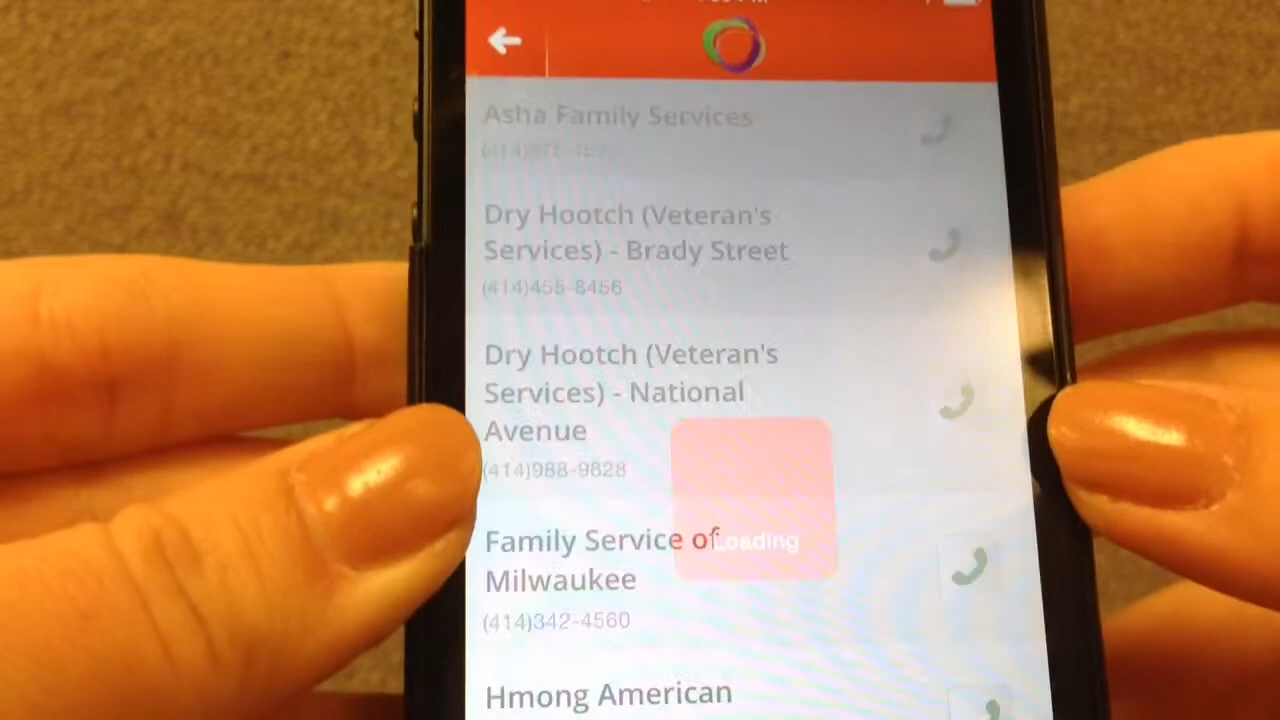 Asha Family Services
Dry Hootch (Veteran's
Services) - Brady Street
(414)455-8456
Dry Hootch (Veteran's
Services) - National
Avenue
(414)988-9828
Family Service of
Loading
Milwaukee
(414)342-4560
Hmong American